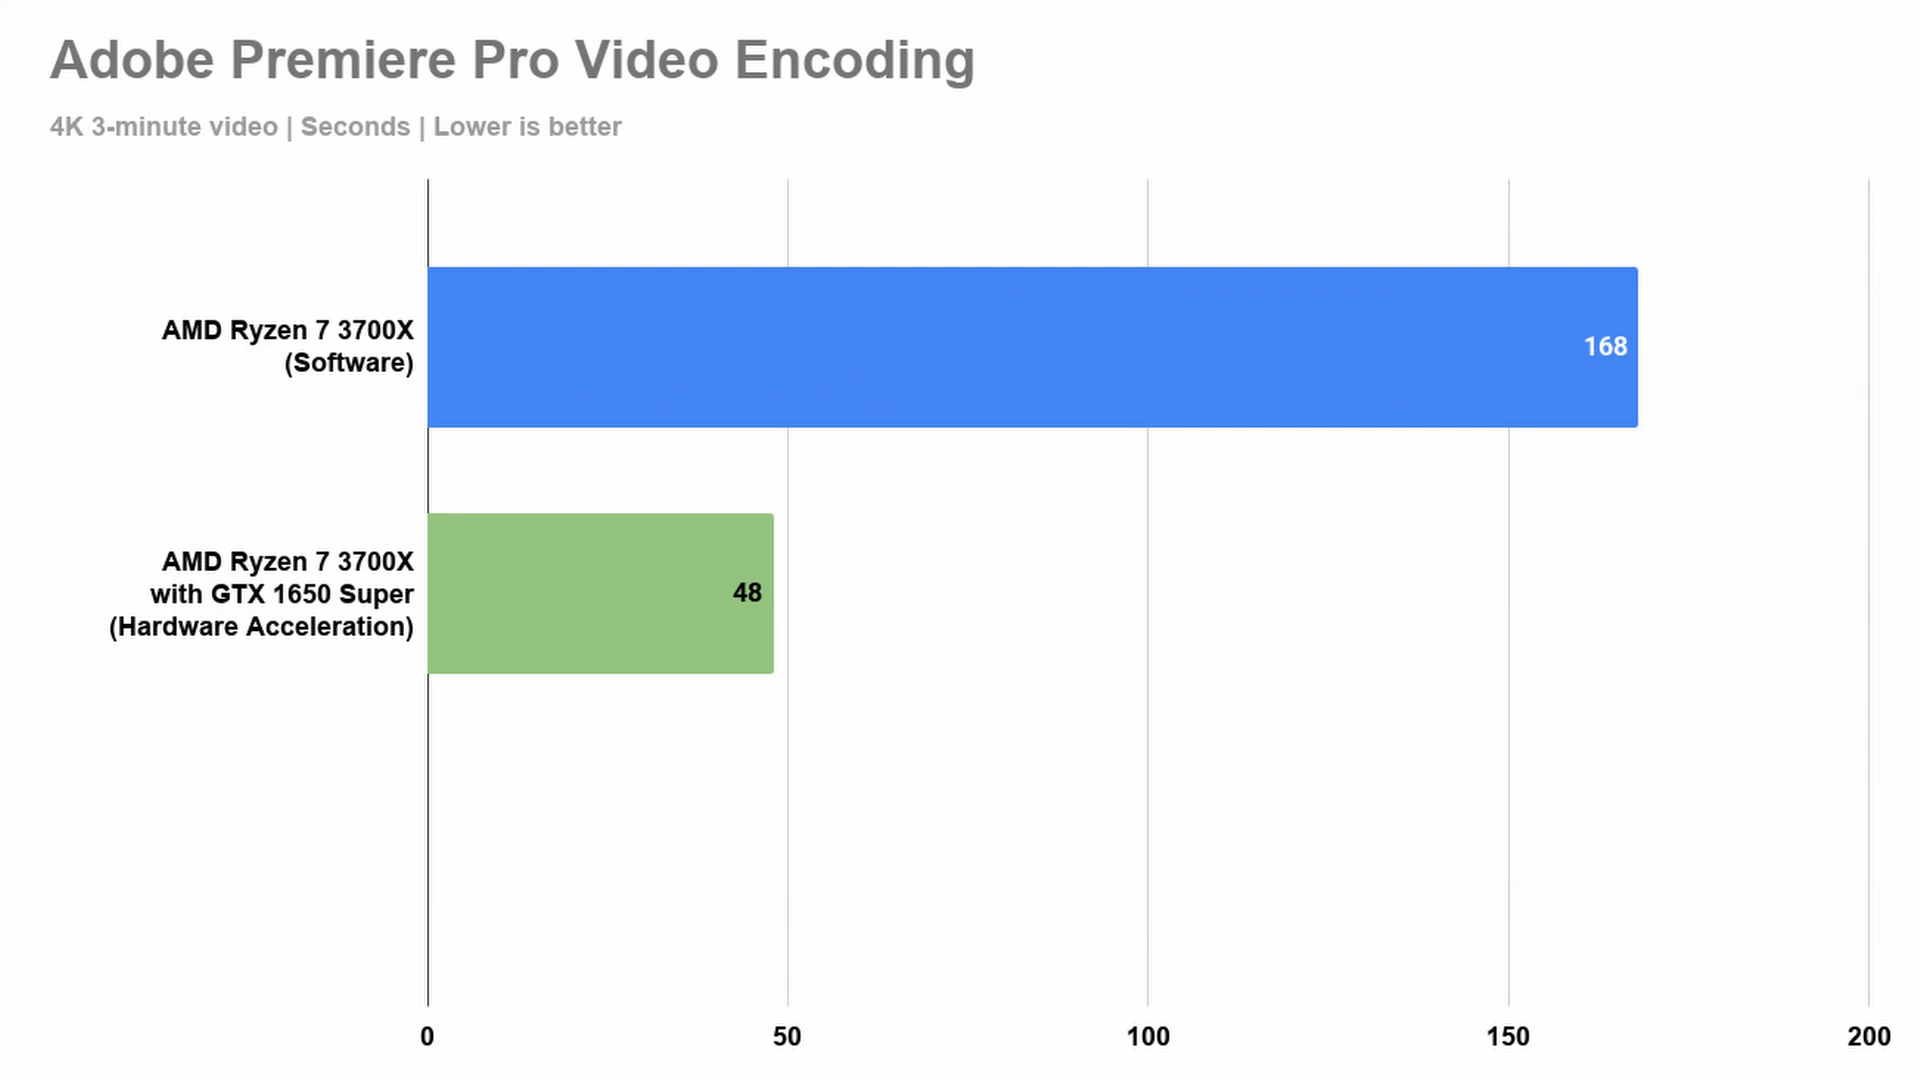 Adobe Premiere Pro Video Encoding
4K 3-minute video | Seconds | Lower is better
AMD Ryzen 7 3700X
(Software)
168
AMD Ryzen 7 3700X
with GTX 1650 Super
(Hardware Acceleration)
48
0 50 100 150 200